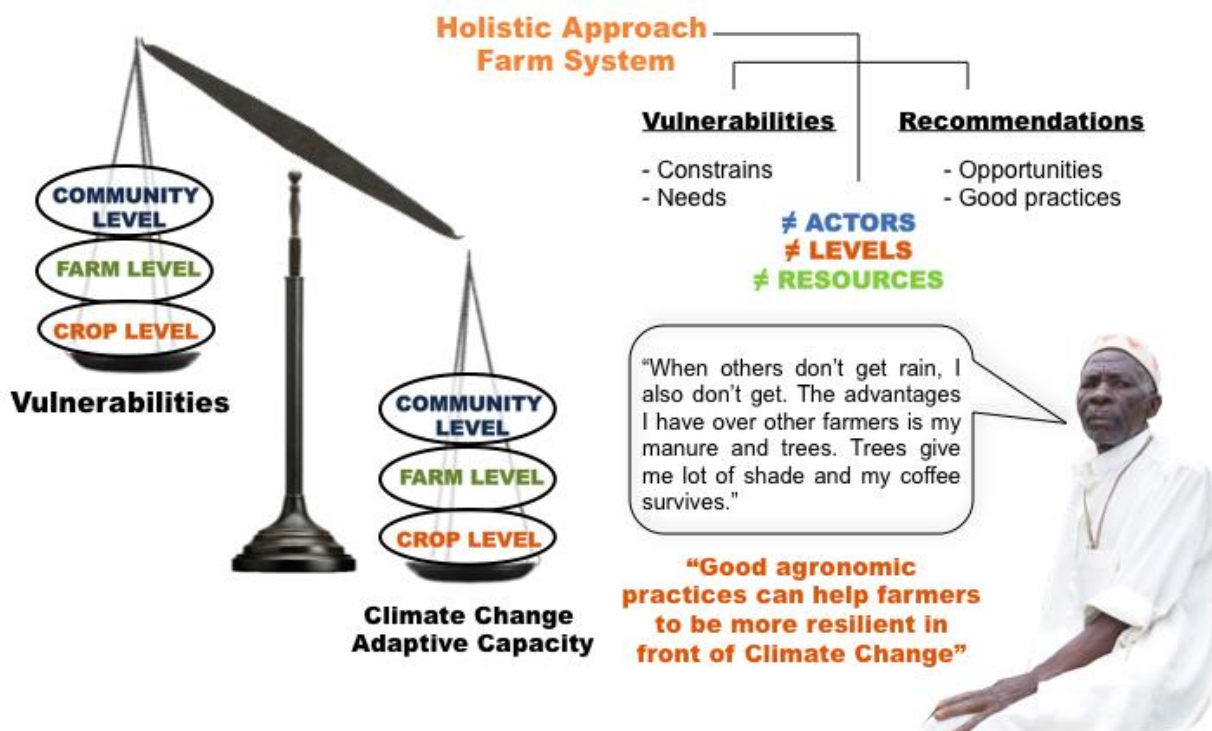 Holistic Approach
Farm System
Vulnerabilities
- Constrains
- Needs
Recommendations
- Opportunities
- Good practices
≠ ACTORS
≠ LEVELS
≠ RESOURCES
COMMUNITY
LEVEL
FARM LEVEL
CROP LEVEL
Vulnerabilities
COMMUNITY
LEVEL
FARM LEVEL
CROP LEVEL
Climate Change
Adaptive Capacity
“When others don’t get rain, I
also don’t get. The advantages
I have over other farmers is my
manure and trees. Trees give
me lot of shade and my coffee
survives.”
“Good agronomic
practices can help farmers
to be more resilient in
front of Climate Change”